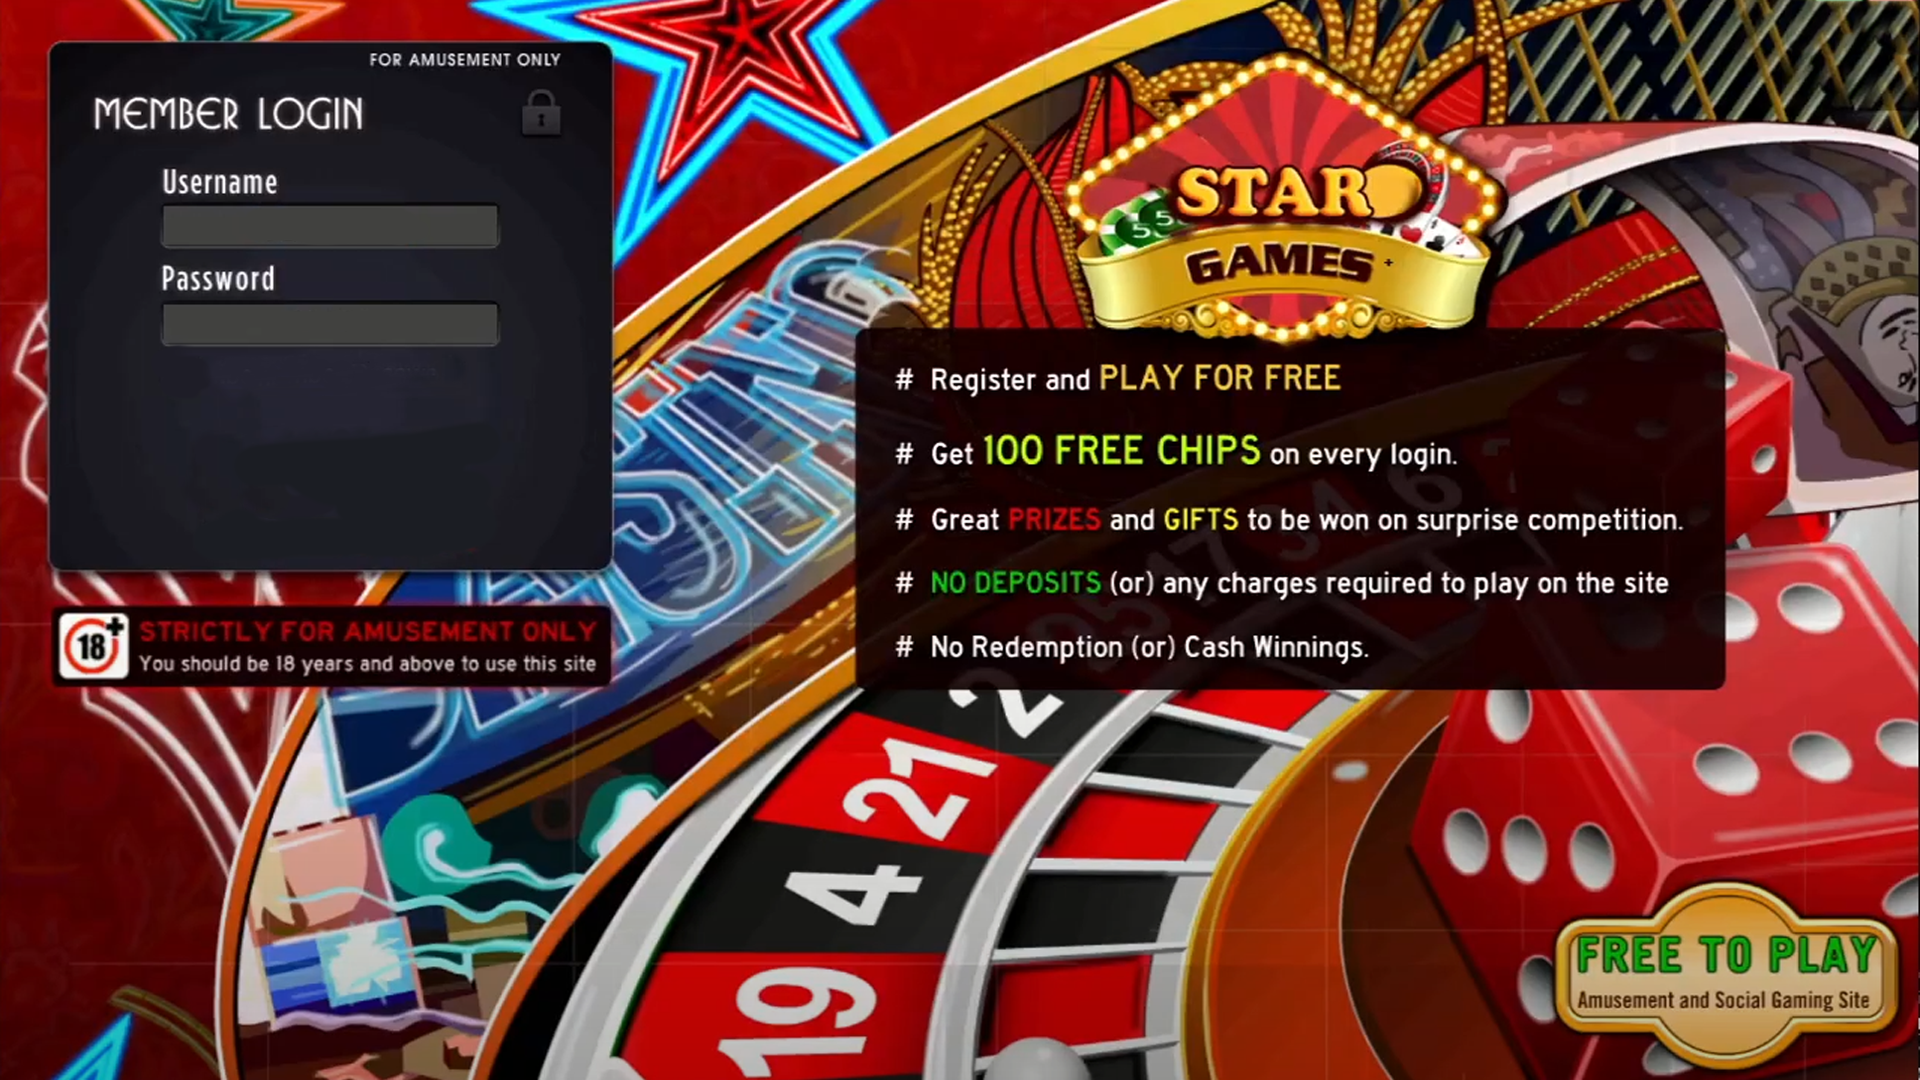 FOR AMUSEMENT ONLY
MEMBER LOGIN
Username
Password
18+
STRICTLY FOR AMUSEMENT ONLY
You should be 18 years and above to use this site
STAR
GAMES
# Register and PLAY FOR FREE
# Get 100 FREE CHIPS on every login.
# Great PRIZES and GIFTS to be won on surprise competition.
# NO DEPOSITS (or) any charges required to play on the site
# No Redemption (or) Cash Winnings.
21
4
19
FREE TO PLAY
Amusement and Social Gaming Site